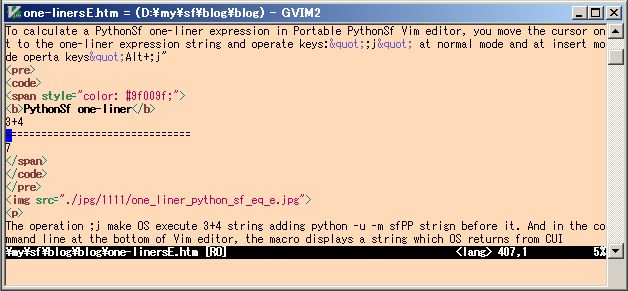 one-linersE.htm = (D:¥my¥sf¥blog¥blog) - GVIM2
To calculate a PythonSf one-liner expression in Portable PythonSf Vim editor, you move the cursor on
t to the one-liner expression string and operate keys:&quot;;j&quot; at normal mode and at insert mo
de operta keys&quot;Alt+;j"
<pre>
<code>
<span style="color: #9f009f;">
<b>PythonSf one-liner</b>
3+4
===============================
7
</span>
</code>
</pre>
<img src="./jpg/1111/one_liner_python_sf_eq_e.jpg">
<p>
The operation ;j make OS execute 3+4 string adding python -u -m sfPP strign before it. And in the co
mmand line at the bottom of Vim editor, the macro displays a string which OS returns from CUI
¥my¥sf¥blog¥blog¥one-linersE.htm [RO] <lang> 407,1 5%